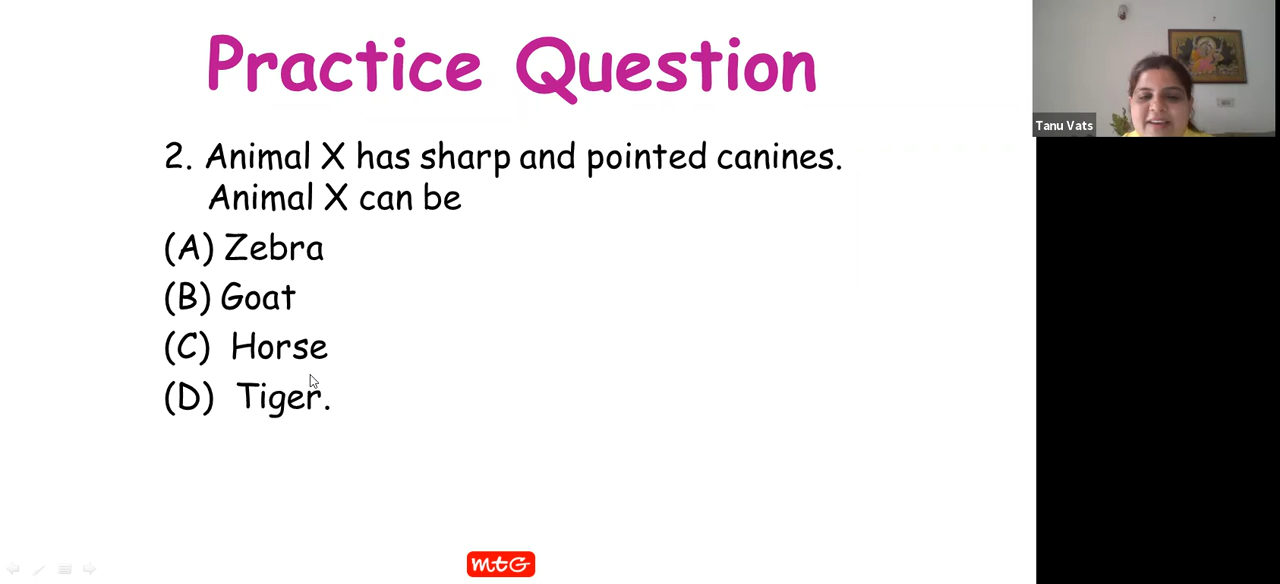 Practice Question
Tanu Vats
2. Animal X has sharp and pointed canines.
Animal X can be
(A) Zebra
(B) Goat
(C) Horse
(D) Tiger.
mtG